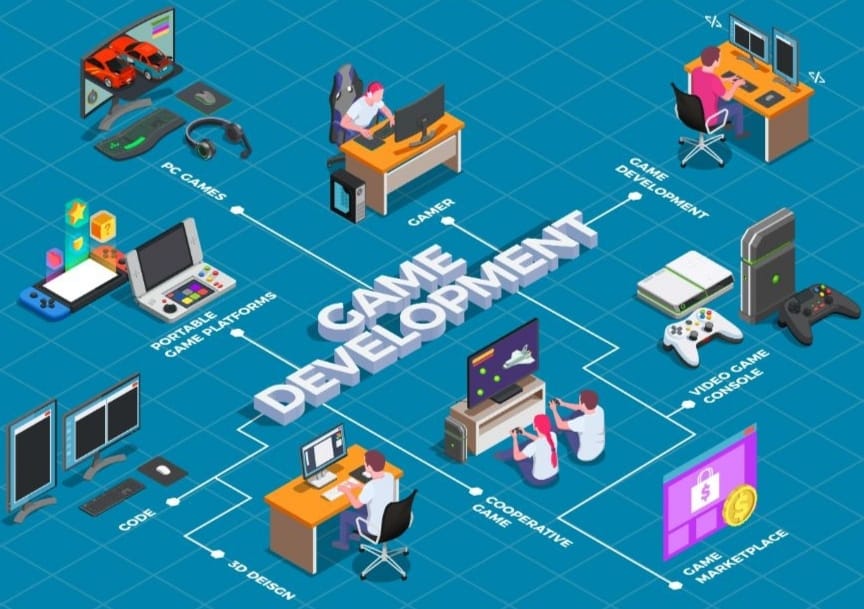 PC GAMES
GAMER
</>
</>
GAME
DEVELOPMENT
PORTABLE
GAME PLATFORMS
?
GAME
DEVELOPMENT
VIDEO GAME
CONSOLE
CODE
3D DEISGN
COOPERATIVE
GAME
$
$
GAME
MARKETPLACE